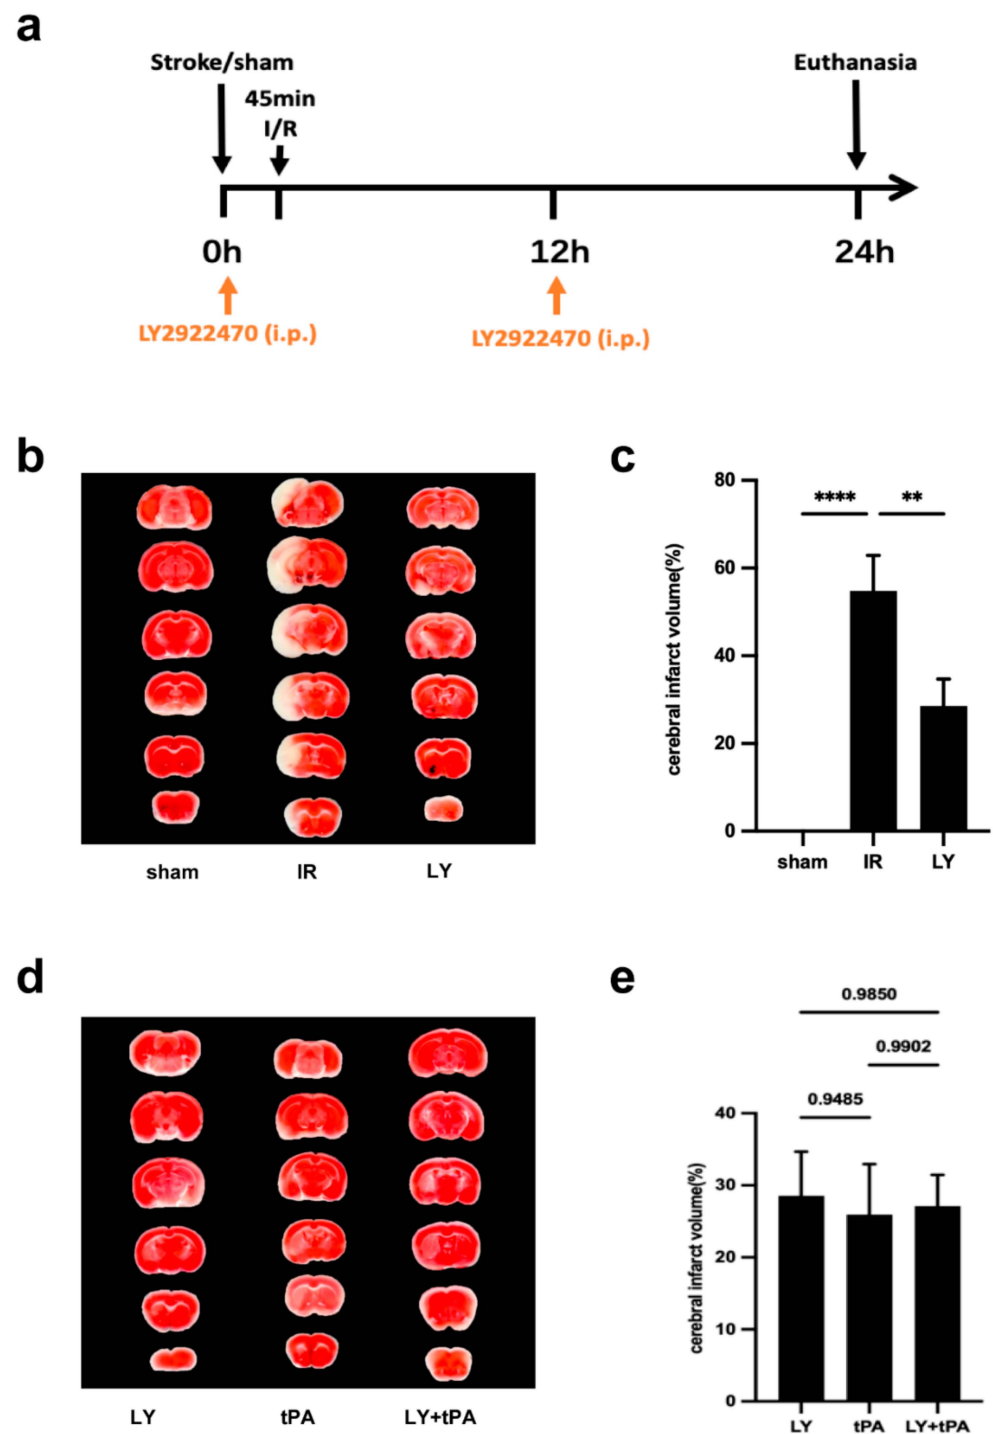 a
Stroke/sham
Euthanasia
45min
I/R
0h
12h
24h
LY2922470 (i.p.)
LY2922470 (i.p.)
b
sham
IR
LY
c
80
60
40
20
0
cerebral infarct volume(%)
****
**
sham
IR
LY
d
LY
tPA
LY+tPA
e
0.9850
0.9902
0.9485
40
30
20
10
0
cerebral infarct volume(%)
LY
tPA
LY+tPA